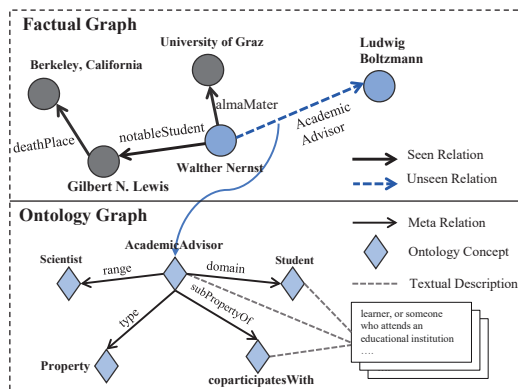 Factual Graph
University of Graz
Ludwig
Boltzmann
Berkeley, California
almaMater
Academic
Advisor
deathPlace
notableStudent
Walther Nernst
Gilbert N. Lewis
Seen Relation
Unseen Relation
Ontology Graph
AcademicAdvisor
Meta Relation
Scientist
range
domain
Student
Ontology Concept
type
subPropertyOf
Textual Description
learner, or someone
who attends an
educational institution
....
Property
coparticipatesWith